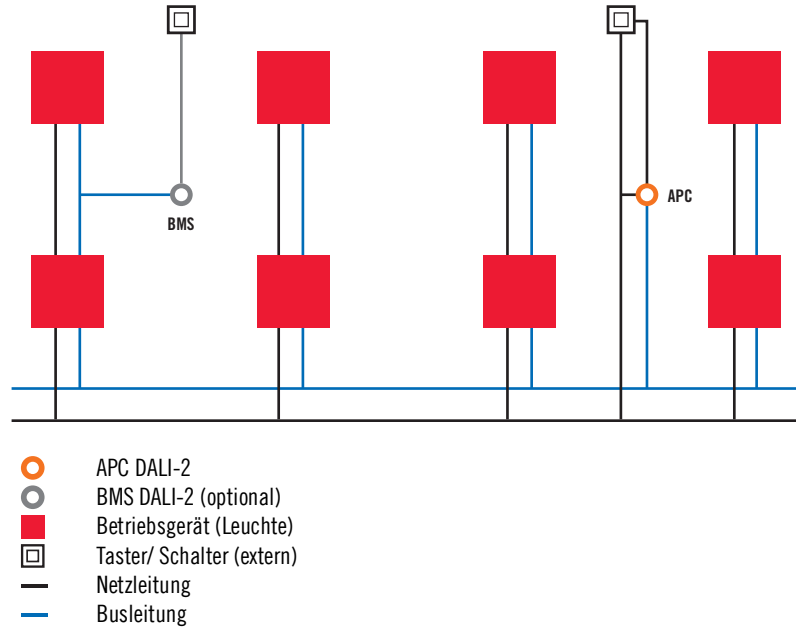 APC
BMS
APC DALI-2
BMS DALI-2 (optional)
Betriebsgerät (Leuchte)
Taster/ Schalter (extern)
Netzleitung
Busleitung